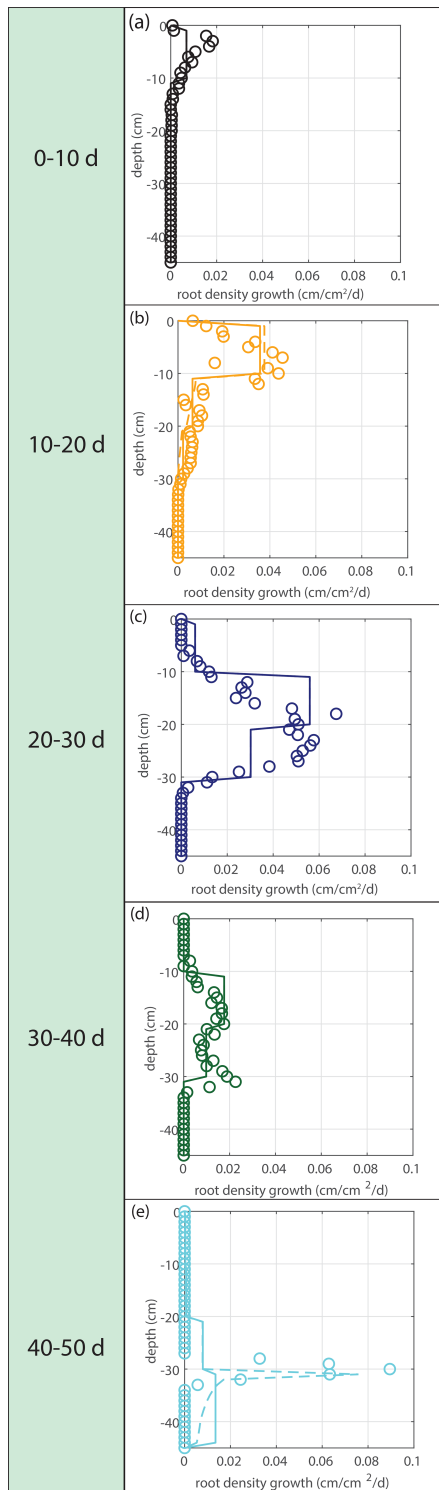 (a)
0-10 d
depth (cm)
0
-10
-20
-30
-40
0 0.02 0.04 0.06 0.08 0.1
root density growth (cm/cm²/d)
(b)
10-20 d
depth (cm)
0
-10
-20
-30
-40
0 0.02 0.04 0.06 0.08 0.1
root density growth (cm/cm²/d)
(c)
20-30 d
depth (cm)
0
-10
-20
-30
-40
0 0.02 0.04 0.06 0.08 0.1
root density growth (cm/cm²/d)
(d)
30-40 d
depth (cm)
0
-10
-20
-30
-40
0 0.02 0.04 0.06 0.08 0.1
root density growth (cm/cm ²/d)
(e)
40-50 d
depth (cm)
0
-10
-20
-30
-40
0 0.02 0.04 0.06 0.08 0.1
root density growth (cm/cm ²/d)